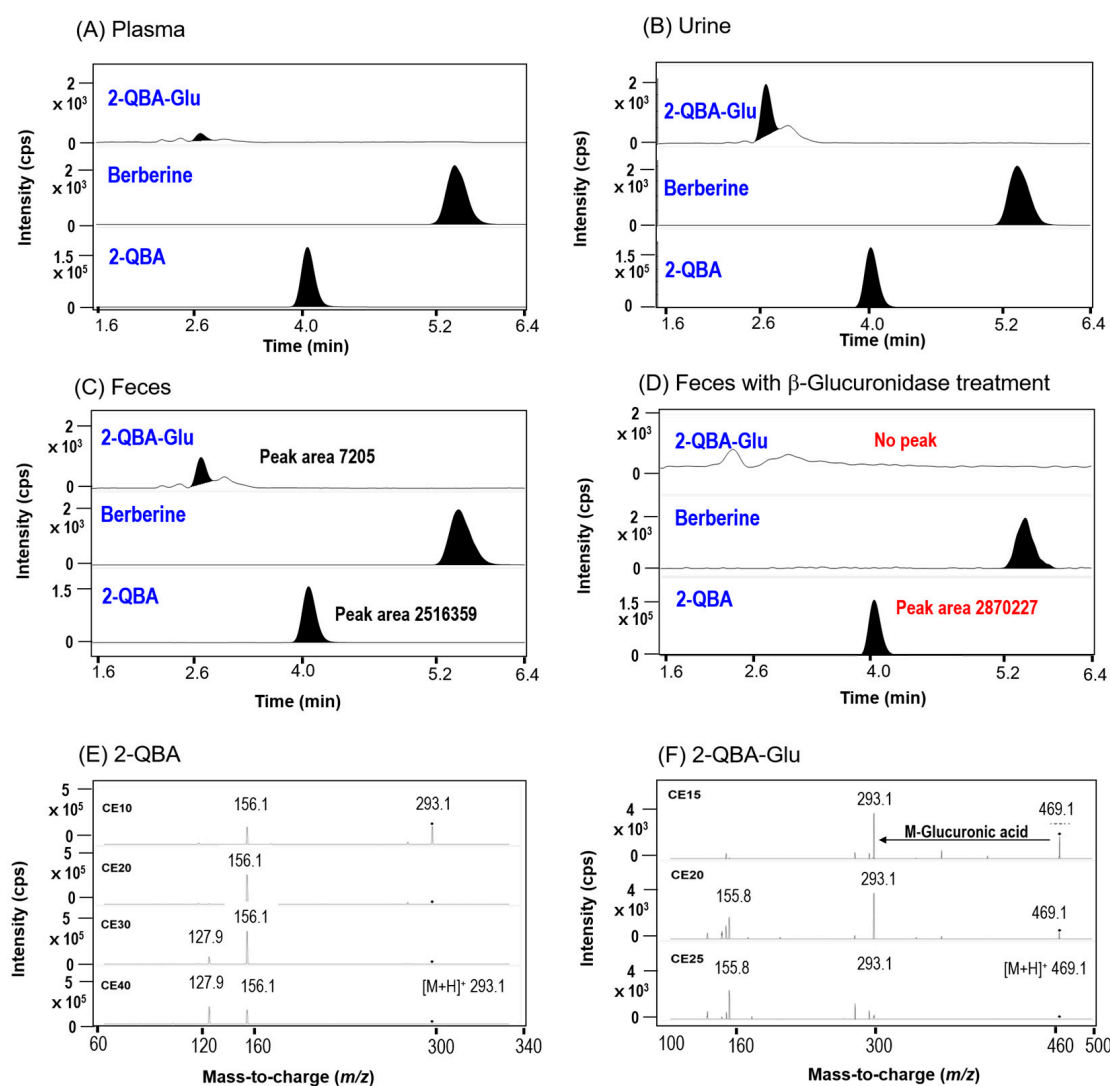 (A) Plasma
2
x 10³
0
2-QBA-Glu
2
x 10³
0
Berberine
1.5
x 10⁵
0
2-QBA
Intensity (cps)
1.6 2.6 4.0 5.2 6.4
Time (min)
(B) Urine
2
x 10³
0
2-QBA-Glu
2
x 10³
0
Berberine
1.5
x 10⁵
0
2-QBA
Intensity (cps)
1.6 2.6 4.0 5.2 6.4
Time (min)
(C) Feces
2
x 10³
0
2-QBA-Glu
Peak area 7205
2
x 10³
0
Berberine
1.5
0
2-QBA
Peak area 2516359
Intensity (cps)
1.6 2.6 4.0 5.2 6.4
Time (min)
(D) Feces with β-Glucuronidase treatment
2
x 10³
0
2-QBA-Glu
No peak
2
x 10³
0
Berberine
1.5
x 10⁵
0
2-QBA
Peak area 2870227
Intensity (cps)
1.6 2.6 4.0 5.2 6.4
Time (min)
(E) 2-QBA
5
x 10⁵
0
CE10
156.1 293.1
5
x 10⁵
0
CE20
156.1
5
x 10⁵
0
CE30
127.9 156.1
5
x 10⁵
0
CE40
127.9 156.1 [M+H]⁺ 293.1
Intensity (cps)
60 120 160 300 340
Mass-to-charge (m/z)
(F) 2-QBA-Glu
4
x 10³
0
CE15
293.1 469.1
M-Glucuronic acid
4
x 10³
0
CE20
155.8 293.1 469.1
4
x 10³
0
CE25
155.8 293.1 [M+H]⁺ 469.1
Intensity (cps)
100 160 300 460 500
Mass-to-charge (m/z)